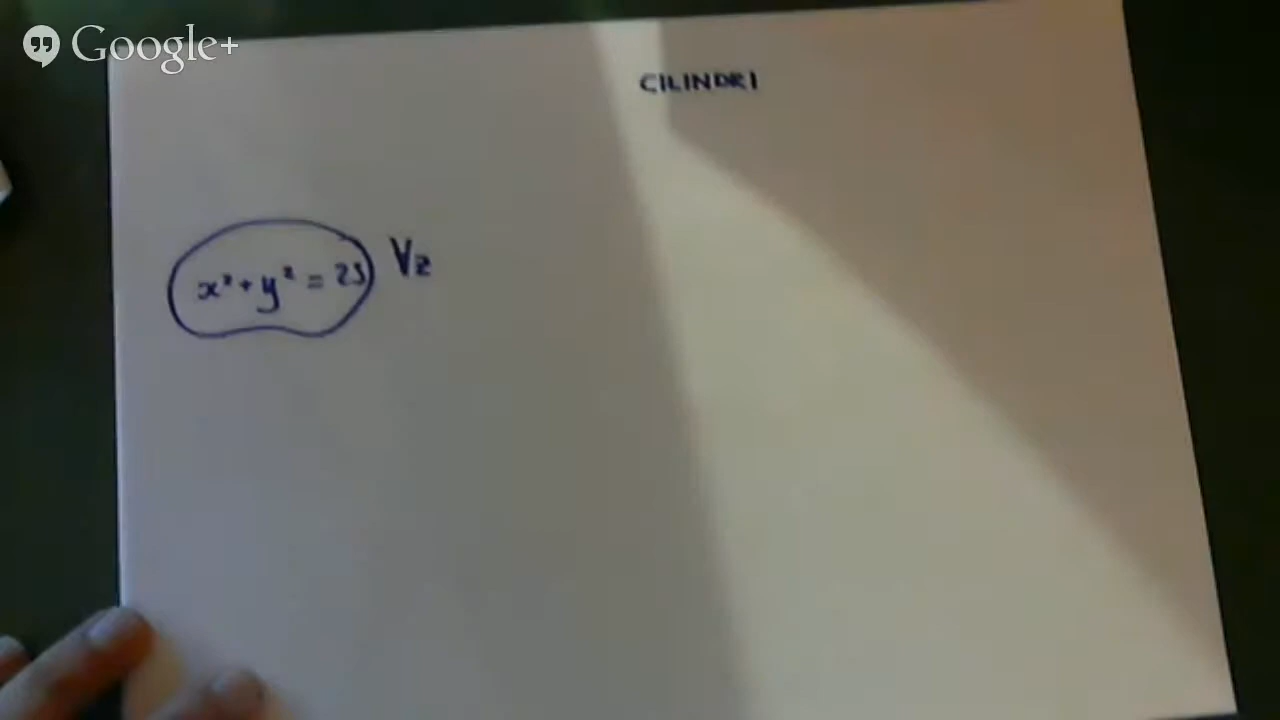 Google+
CILINDRI
x² + y² = 25 ∀z